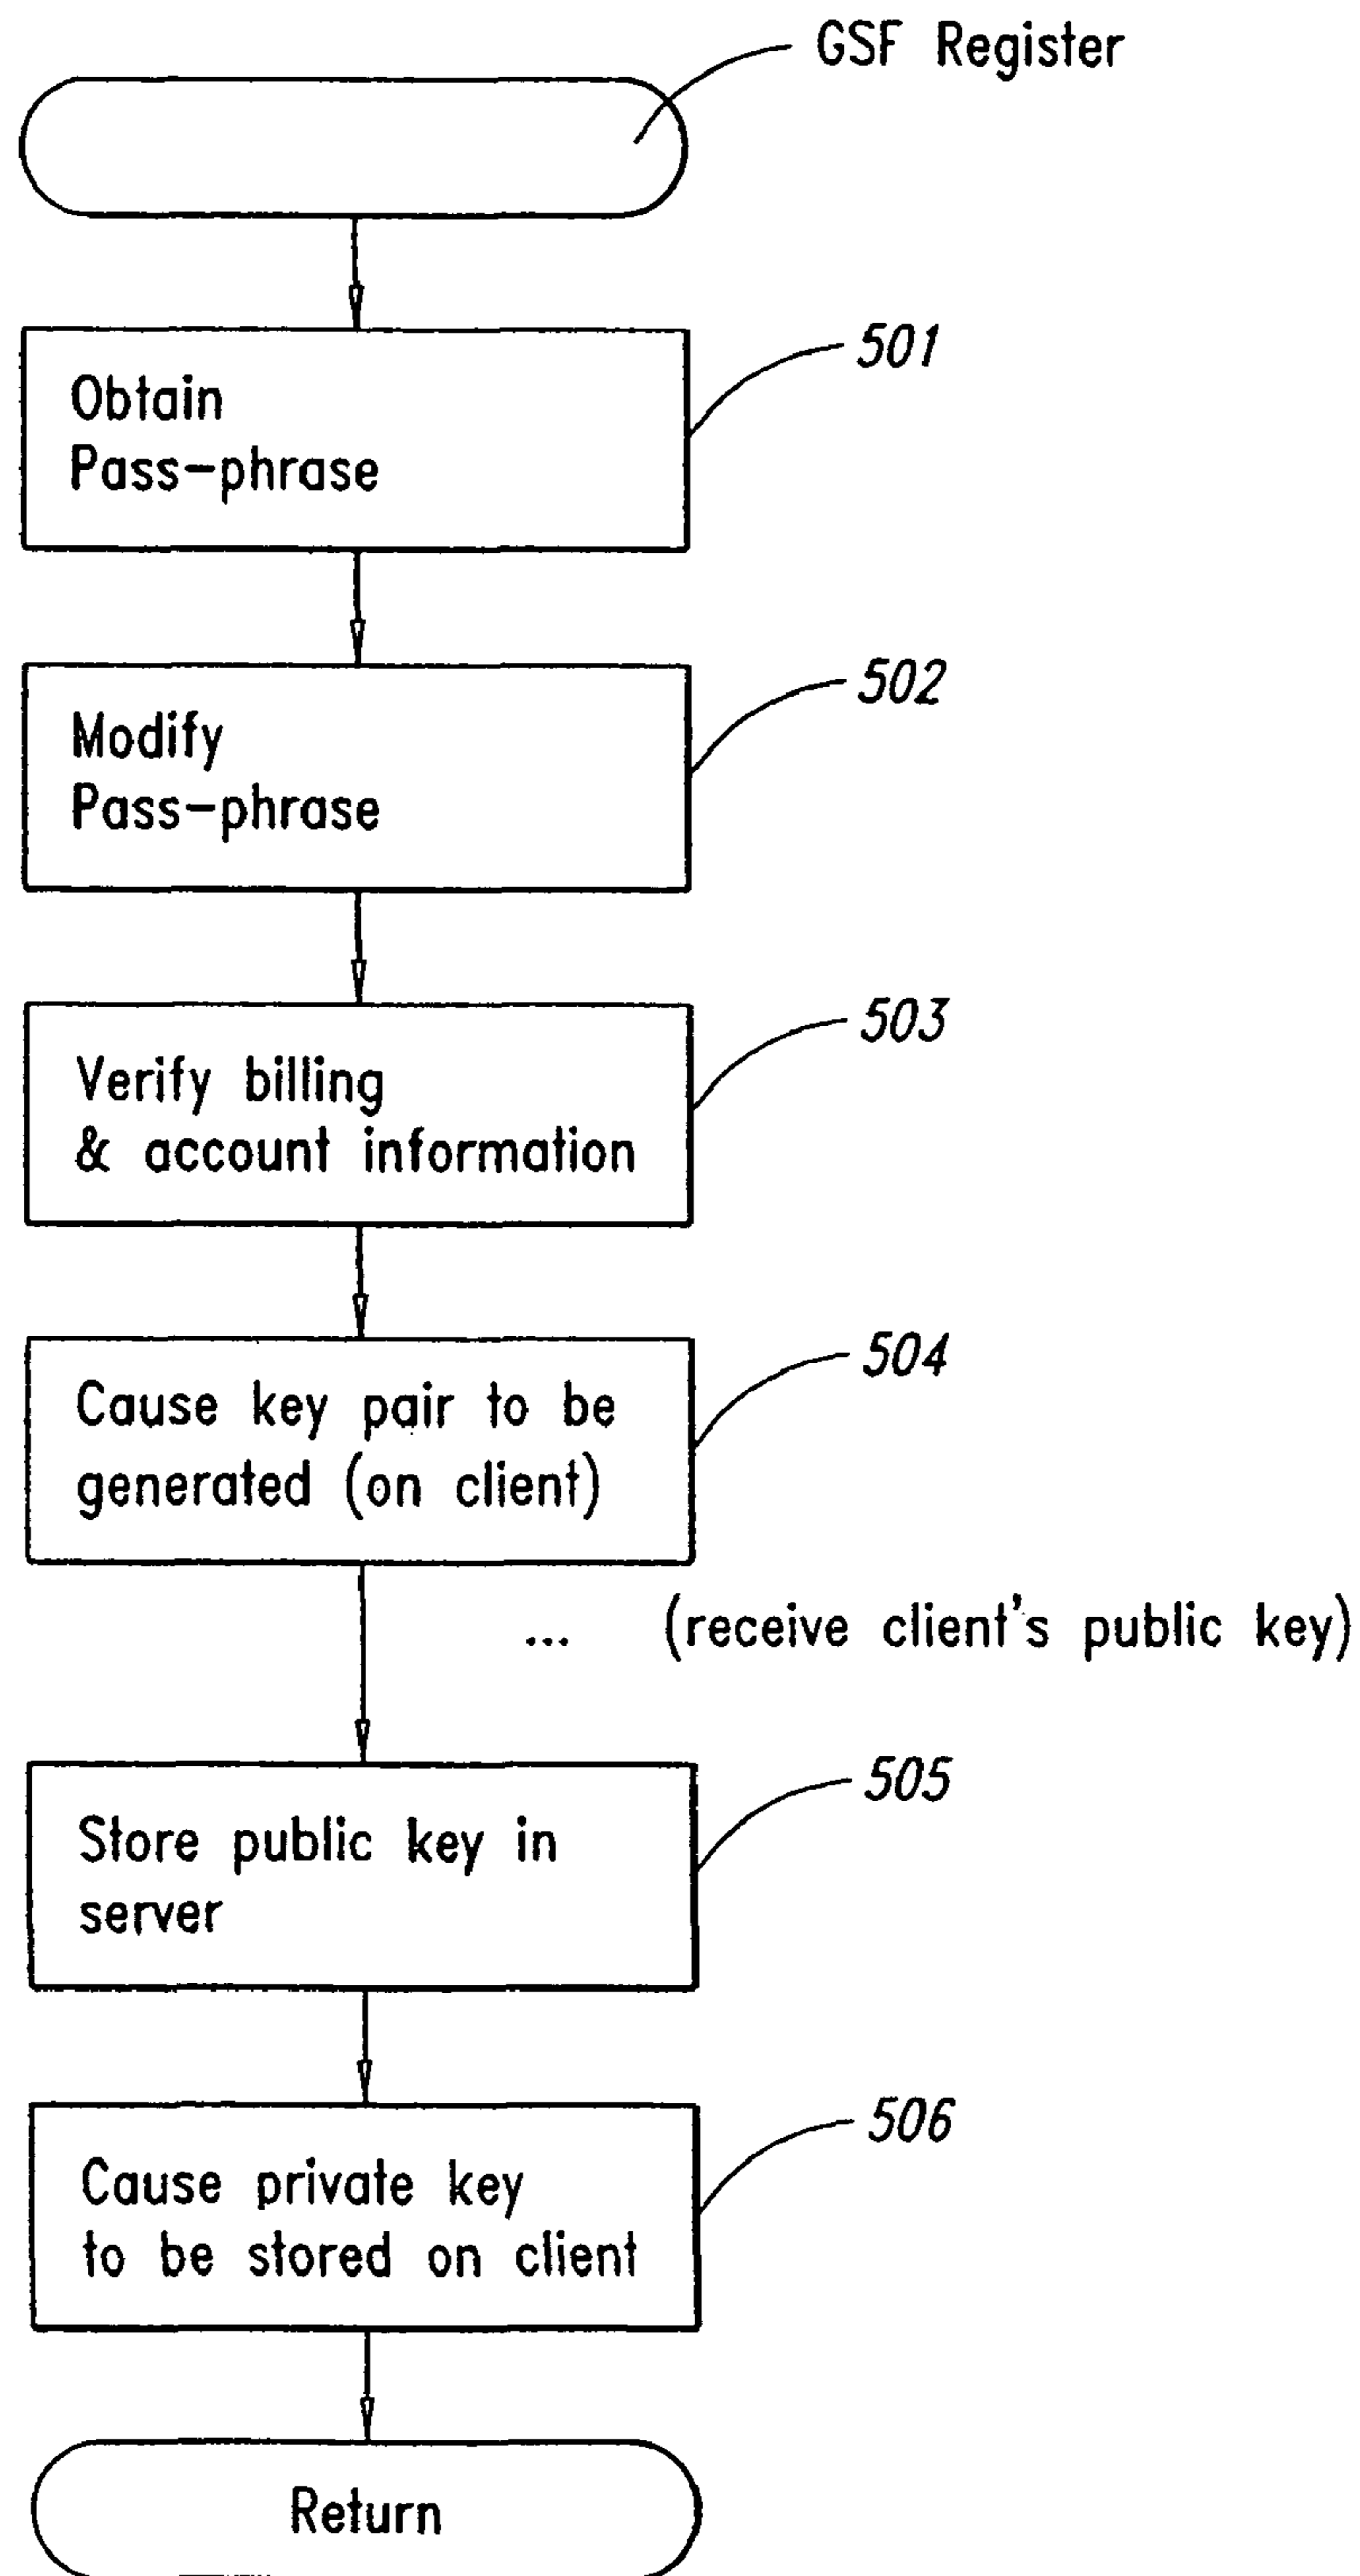 GSF Register
501
Obtain
Pass-phrase
502
Modify
Pass-phrase
503
Verify billing
& account information
504
Cause key pair to be
generated (on client)
... (receive client's public key)
505
Store public key in
server
506
Cause private key
to be stored on client
Return